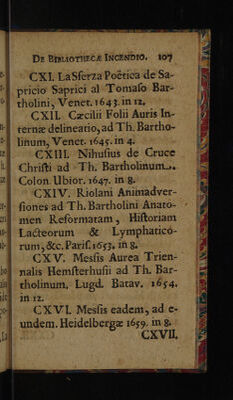 DE BIBLIOTHECÆ INCENDIO. 107
CXI. La Sferza Poëtica de Sa-
pricio Saprici al Tomaso Bar-
tholini, Venet. 1643. in 12.
CXII. Cæcilii Folii Auris In-
ternæ delineatio, ad Th. Bartho-
linum, Venet. 1645. in 4.
CXIII. Nihusius de Cruce
Christi ad Th. Bartholinum.
Colon. Ubior. 1647. in 8.
CXIV. Riolani Animadver-
siones ad Th. Bartholini Anato-
men Reformatam, Historiam
Lacteorum & Lymphatico-
rum, &c. Paris. 1653. in 8.
CXV. Messis Aurea Trien-
nalis Hemsterhusii ad Th. Bar-
tholinum, Lugd. Batav. 1654.
in 12.
CXVI. Messis eadem, ad e-
undem. Heidelbergæ 1659. in 8.
CXVII.